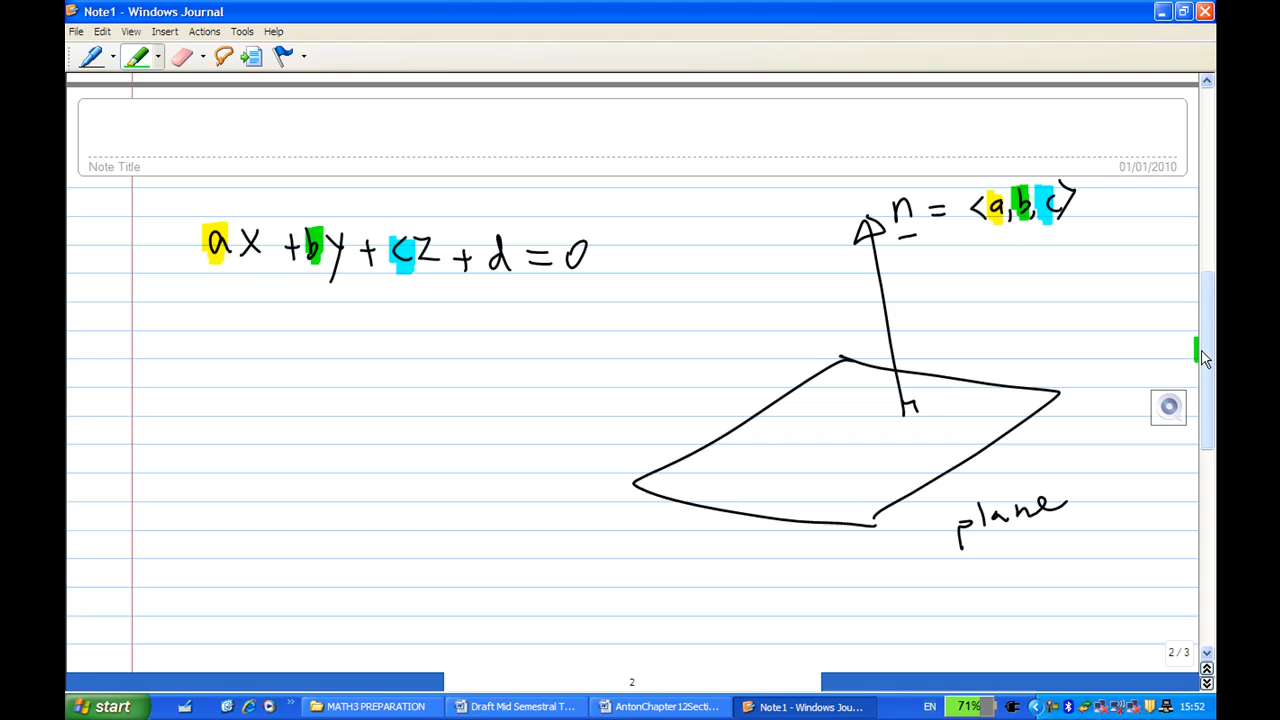 Note1 - Windows Journal
File Edit View Insert Actions Tools Help
Note Title 01/01/2010
ax + by + cz + d = 0
n = <a, b, c>
plane
2 / 3
2
start
MATH3 PREPARATION
Draft Mid Semestral T...
AntonChapter12Secti...
Note1 - Windows Jou...
EN
71%
15:52